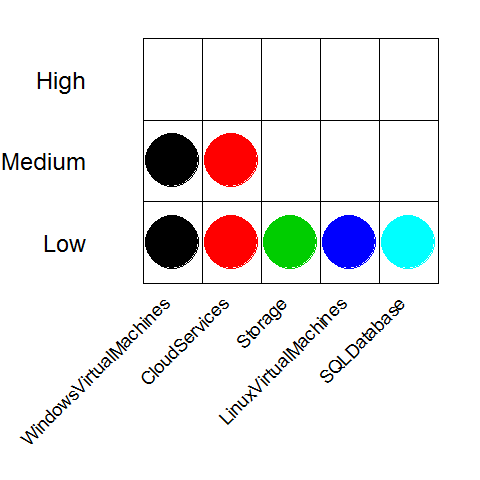 High
Medium
Low
WindowsVirtualMachines
CloudServices
Storage
LinuxVirtualMachines
SQLDatabase